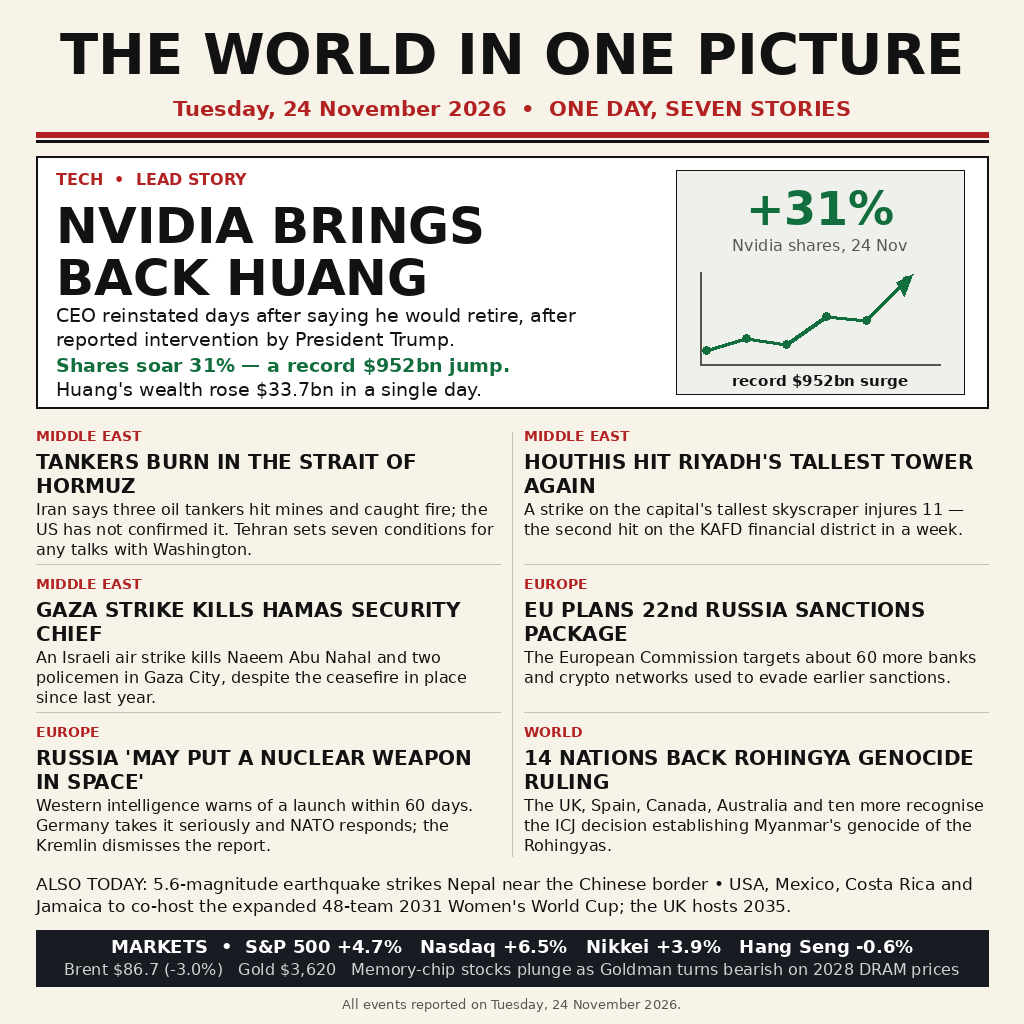 THE WORLD IN ONE PICTURE
Tuesday, 24 November 2026 • ONE DAY, SEVEN STORIES
TECH • LEAD STORY
NVIDIA BRINGS
BACK HUANG
CEO reinstated days after saying he would retire, after
reported intervention by President Trump.
Shares soar 31% — a record $952bn jump.
Huang's wealth rose $33.7bn in a single day.
+31%
Nvidia shares, 24 Nov
record $952bn surge
MIDDLE EAST
TANKERS BURN IN THE STRAIT OF
HORMUZ
Iran says three oil tankers hit mines and caught fire; the
US has not confirmed it. Tehran sets seven conditions for
any talks with Washington.
MIDDLE EAST
HOUTHIS HIT RIYADH'S TALLEST TOWER
AGAIN
A strike on the capital's tallest skyscraper injures 11 —
the second hit on the KAFD financial district in a week.
MIDDLE EAST
GAZA STRIKE KILLS HAMAS SECURITY
CHIEF
An Israeli air strike kills Naeem Abu Nahal and two
policemen in Gaza City, despite the ceasefire in place
since last year.
EUROPE
EU PLANS 22nd RUSSIA SANCTIONS
PACKAGE
The European Commission targets about 60 more banks
and crypto networks used to evade earlier sanctions.
EUROPE
RUSSIA 'MAY PUT A NUCLEAR WEAPON
IN SPACE'
Western intelligence warns of a launch within 60 days.
Germany takes it seriously and NATO responds; the
Kremlin dismisses the report.
WORLD
14 NATIONS BACK ROHINGYA GENOCIDE
RULING
The UK, Spain, Canada, Australia and ten more recognise
the ICJ decision establishing Myanmar's genocide of the
Rohingyas.
ALSO TODAY: 5.6-magnitude earthquake strikes Nepal near the Chinese border • USA, Mexico, Costa Rica and
Jamaica to co-host the expanded 48-team 2031 Women's World Cup; the UK hosts 2035.
MARKETS • S&P 500 +4.7% Nasdaq +6.5% Nikkei +3.9% Hang Seng -0.6%
Brent $86.7 (-3.0%) Gold $3,620 Memory-chip stocks plunge as Goldman turns bearish on 2028 DRAM prices
All events reported on Tuesday, 24 November 2026.